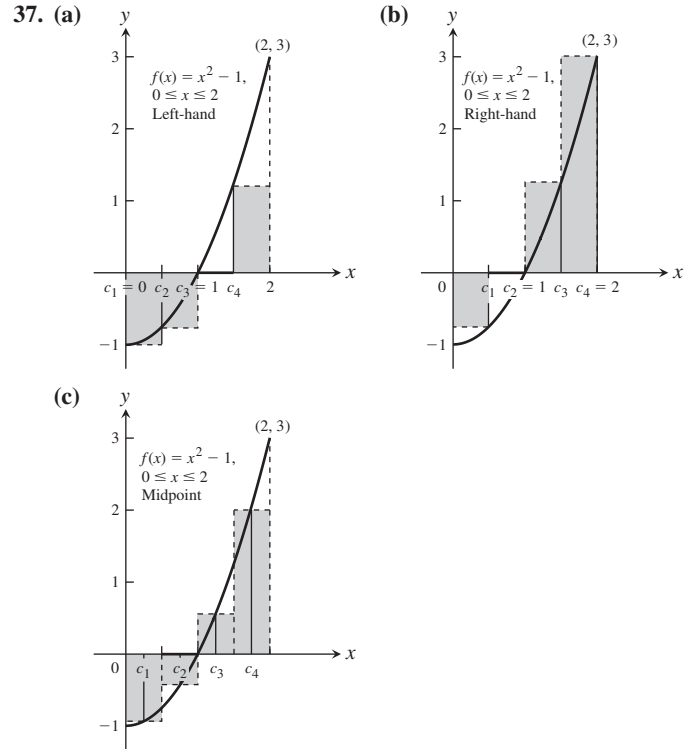 37. (a)
y
3
(2, 3)
f(x) = x² − 1,
0 ≤ x ≤ 2
Left-hand
2
1
x
c₁ = 0 c₂ c₃ = 1 c₄ 2
−1
(b)
y
3
(2, 3)
f(x) = x² − 1,
0 ≤ x ≤ 2
Right-hand
2
1
x
0 c₁ c₂ = 1 c₃ c₄ = 2
−1
(c)
y
3
(2, 3)
f(x) = x² − 1,
0 ≤ x ≤ 2
Midpoint
2
1
x
0 c₁ c₂ c₃ c₄
−1